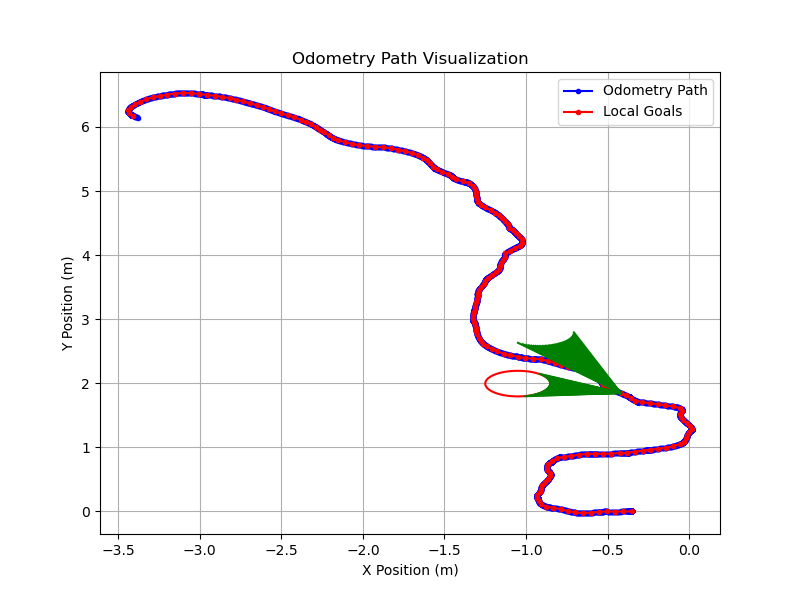 Odometry Path Visualization
Odometry Path
Local Goals
Y Position (m)
6
5
4
3
2
1
0
−3.5 −3.0 −2.5 −2.0 −1.5 −1.0 −0.5 0.0
X Position (m)